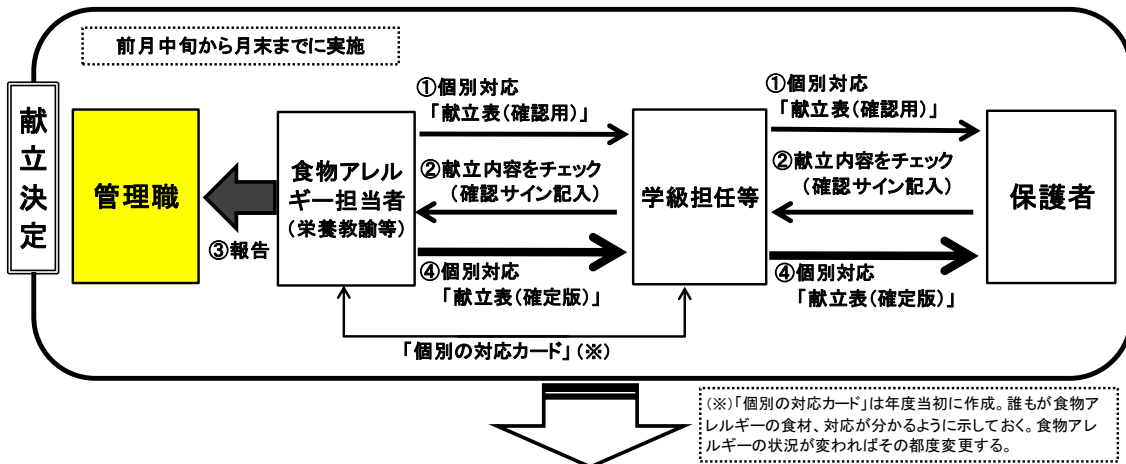 前月中旬から月末までに実施
献立決定
管理職
③報告
食物アレル
ギー担当者
(栄養教諭等)
①個別対応
「献立表(確認用)」
②献立内容をチェック
(確認サイン記入)
④個別対応
「献立表(確定版)」
学級担任等
①個別対応
「献立表(確認用)」
②献立内容をチェック
(確認サイン記入)
④個別対応
「献立表(確定版)」
保護者
「個別の対応カード」(※)
(※)「個別の対応カード」は年度当初に作成。誰もが食物ア
レルギーの食材、対応が分かるように示しておく。食物アレ
ルギーの状況が変わればその都度変更する。